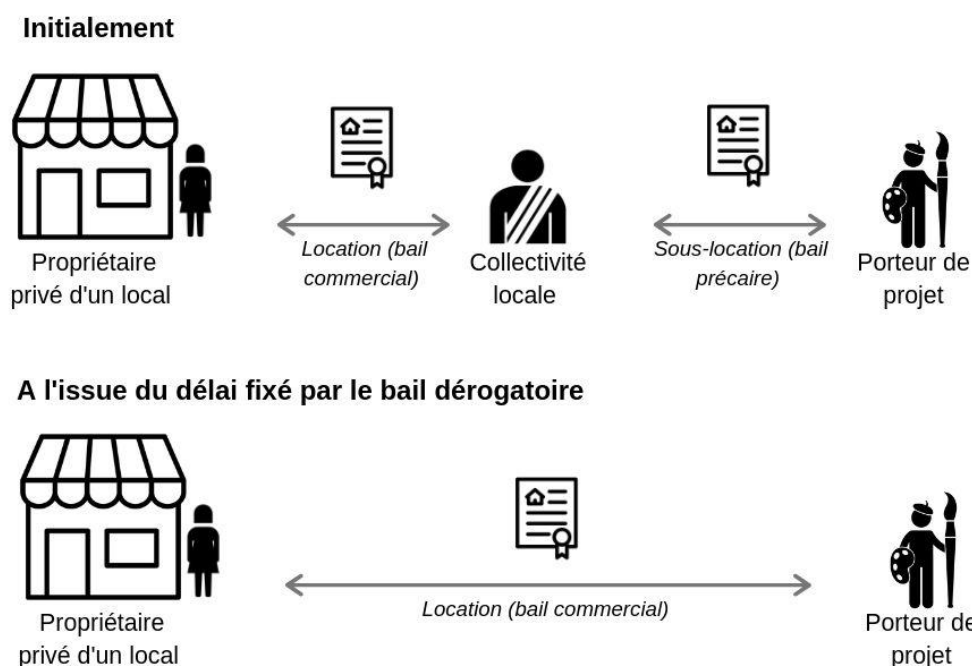 Initialement
Location (bail
commercial)
Sous-location (bail
précaire)
Propriétaire
privé d'un local
Collectivité
locale
Porteur de
projet
A l'issue du délai fixé par le bail dérogatoire
Location (bail commercial)
Propriétaire
privé d'un local
Porteur de
projet